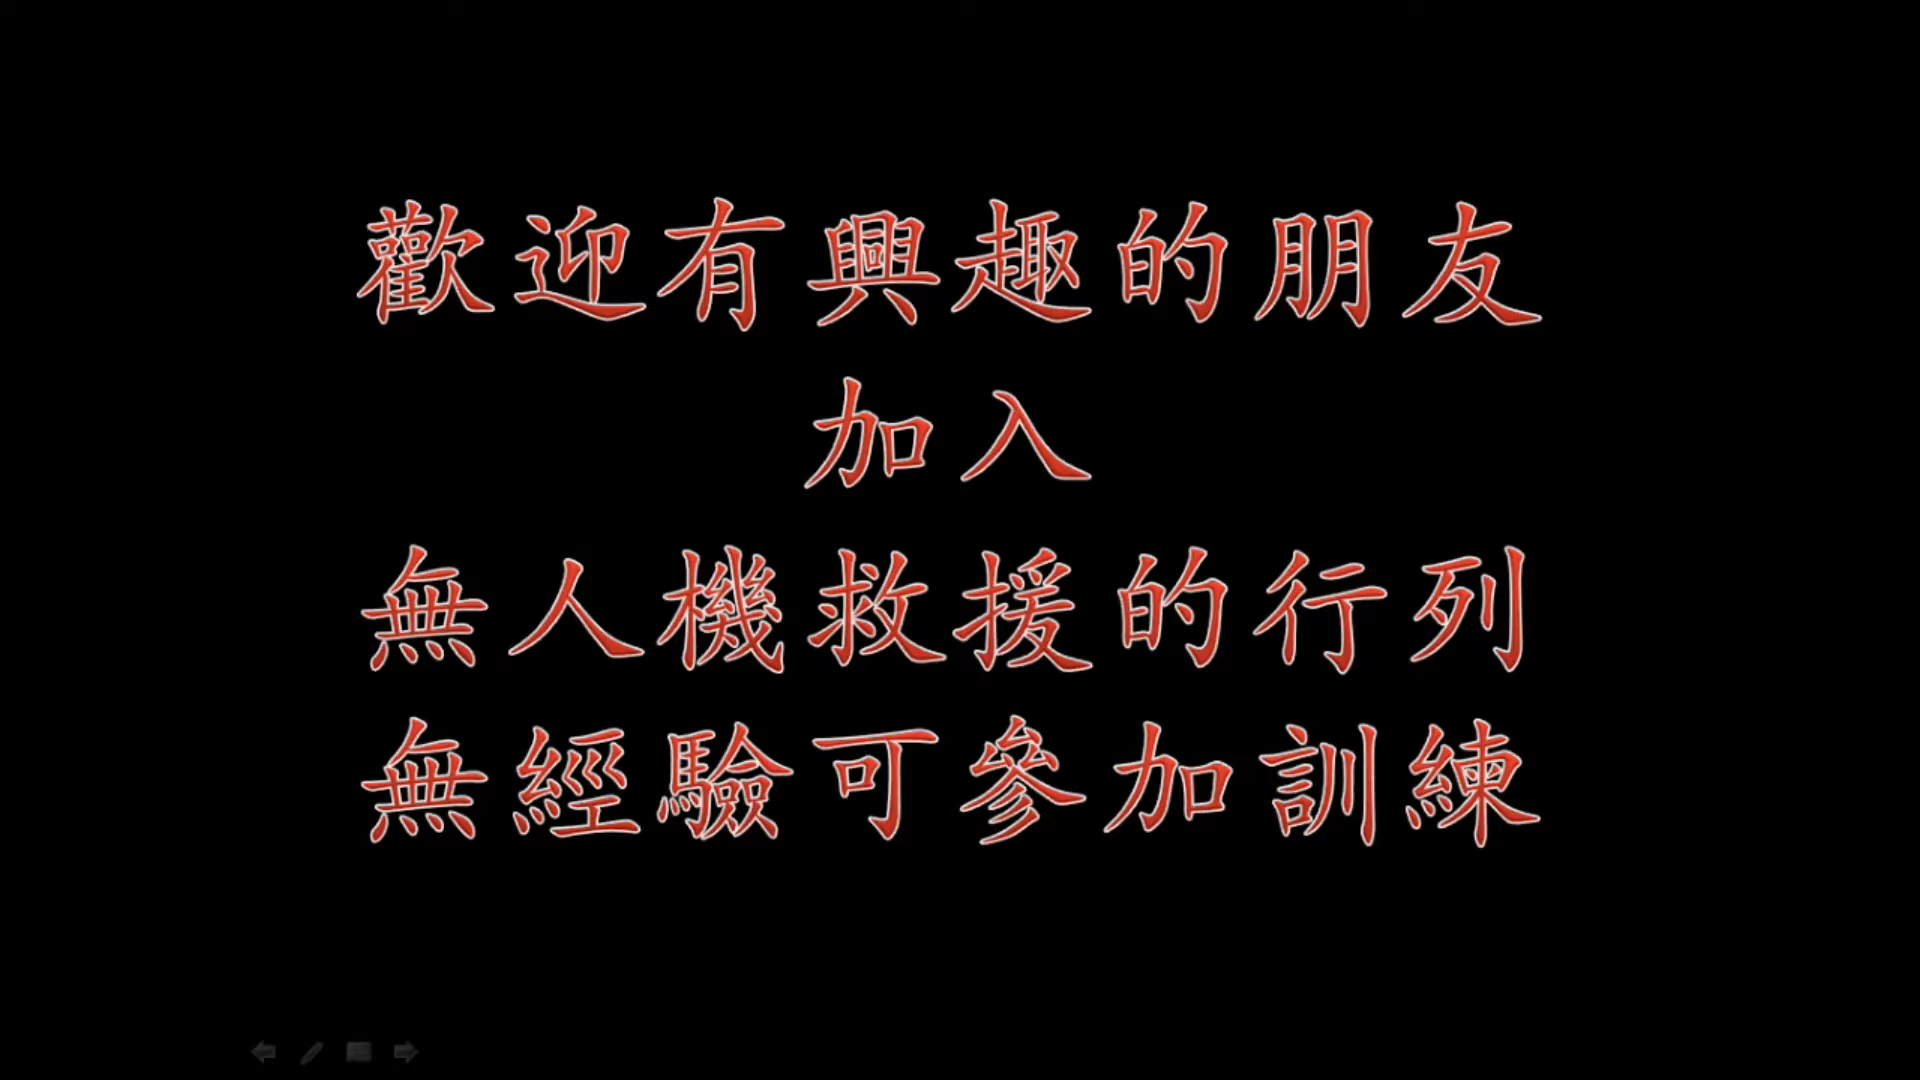 歡迎有興趣的朋友
加入
無人機救援的行列
無經驗可參加訓練